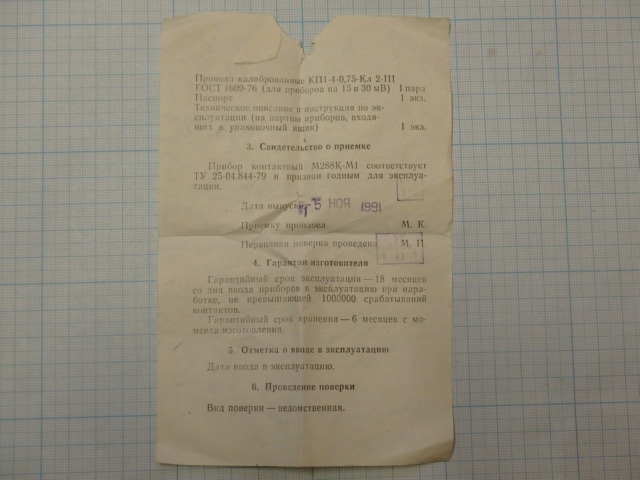 Провода калиброванные КП1-4-0,75-Кл 2-III
ГОСТ 1609-76 (для приборов на 15 и 30 мВ) 1 пара
Паспорт 1 экз.
Техническое описание и инструкция по эк-
сплуатации (на партию приборов, входя-
щих в упаковочный ящик) 1 экз.
3. Свидетельство о приемке
Прибор контактный М288К-М1 соответствует
ТУ 25-04.844-79 и признан годным для эксплуа-
тации.
Дата выпуска 5 НОЯ 1991
Приемку произвел М. К.
Первичная поверка проведена М. П.
4. Гарантии изготовителя
Гарантийный срок эксплуатации — 18 месяцев
со дня ввода приборов в эксплуатацию при нара-
ботке, не превышающей 1000000 срабатываний
контактов.
Гарантийный срок хранения — 6 месяцев с мо-
мента изготовления.
5. Отметка о вводе в эксплуатацию
Дата ввода в эксплуатацию.
6. Проведение поверки
Вид поверки — ведомственная.